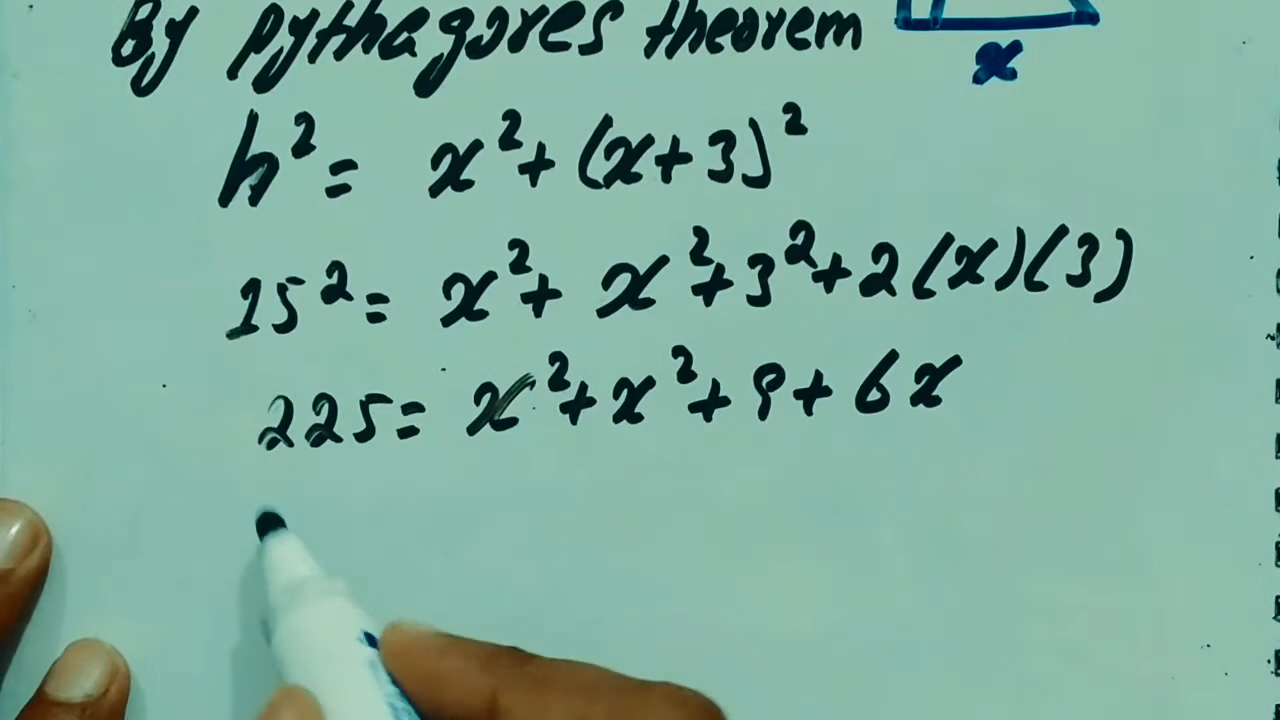 By pythagores theorem
x
h² = x² + (x+3)²
15² = x² + x² + 3² + 2(x)(3)
225 = x² + x² + 9 + 6x